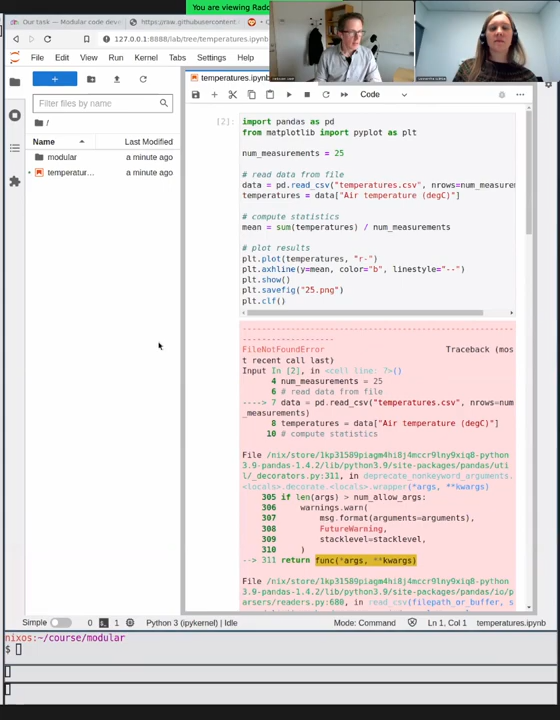 You are viewing Rado
Our task — Modular code dev
https://raw.githubusercontent
127.0.0.1:8888/lab/tree/temperatures.ipynb
File Edit View Run Kernel Tabs Settings Help
temperatures.ipynb
Code
Filter files by name
/
Name Last Modified
modular a minute ago
temperatur... a minute ago
[2]:
import pandas as pd
from matplotlib import pyplot as plt
num_measurements = 25
# read data from file
data = pd.read_csv("temperatures.csv", nrows=measurem
temperatures = data["Air temperature (degC)"]
# compute statistics
mean = sum(temperatures) / num_measurements
# plot results
plt.plot(temperatures, "r-")
plt.axhline(y=mean, color="b", linestyle="--")
plt.show()
plt.savefig("25.png")
plt.clf()
---------------------------------------------------------
-------------------
FileNotFoundError Traceback (mos
t recent call last)
Input In [2], in <cell line: 7>()
4 num_measurements = 25
6 # read data from file
----> 7 data = pd.read_csv("temperatures.csv", nrows=num
_measurements)
8 temperatures = data["Air temperature (degC)"]
10 # compute statistics
File /nix/store/1kp31589piagm4hi8j4mccr9lny9xiq8-python
3.9-pandas-1.4.2/lib/python3.9/site-packages/pandas/uti
l/_decorators.py:311, in deprecate_nonkeyword_arguments.
<locals>.decorate.<locals>.wrapper(*args, **kwargs)
305 if len(args) > num_allow_args:
306 warnings.warn(
307 msg.format(arguments=arguments),
308 FutureWarning,
309 stacklevel=stacklevel,
310 )
--> 311 return func(*args, **kwargs)
File /nix/store/1kp31589piagm4hi8j4mccr9lny9xiq8-python
3.9-pandas-1.4.2/lib/python3.9/site-packages/pandas/io/p
arsers/readers.py:680, in read_csv(filepath_or_buffer, s
Simple 0 1 Python 3 (ipykernel) | Idle Mode: Command Ln 1, Col 1 temperatures.ipynb
nixos:~/course/modular
$